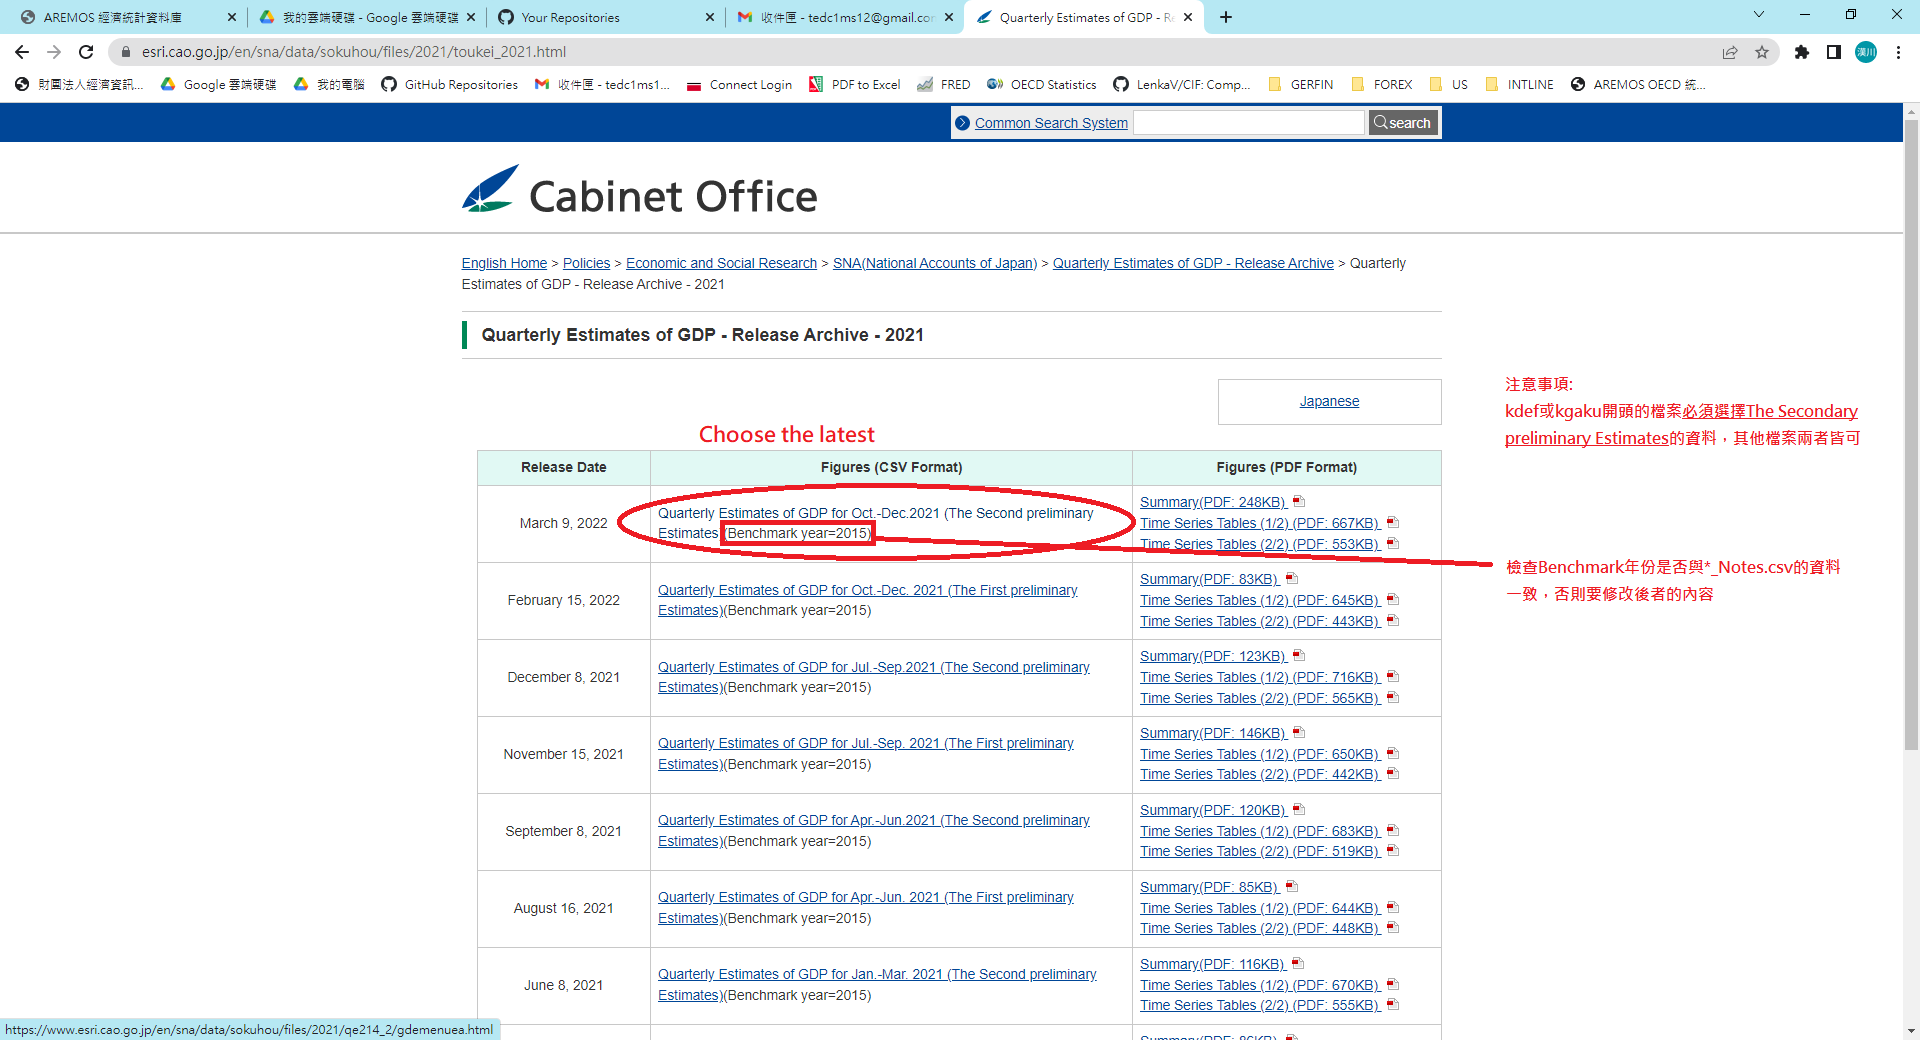 AREMOS 經濟統計資料庫
我的雲端硬碟 - Google 雲端硬碟
Your Repositories
收件匣 - tedc1ms12@gmail.com
Quarterly Estimates of GDP - Re
esri.cao.go.jp/en/sna/data/sokuhou/files/2021/toukei_2021.html
漢川
財團法人經濟資訊...
Google 雲端硬碟
我的電腦
GitHub Repositories
收件匣 - tedc1ms1...
Connect Login
PDF to Excel
FRED
OECD Statistics
LenkaV/CIF: Comp...
GERFIN
FOREX
US
INTLINE
AREMOS OECD 統...
Common Search System
search
Cabinet Office
English Home > Policies > Economic and Social Research > SNA(National Accounts of Japan) > Quarterly Estimates of GDP - Release Archive > Quarterly
Estimates of GDP - Release Archive - 2021
Quarterly Estimates of GDP - Release Archive - 2021
Japanese
注意事項:
kdef或kgaku開頭的檔案必須選擇The Secondary
preliminary Estimates的資料，其他檔案兩者皆可
Choose the latest
Release Date
Figures (CSV Format)
Figures (PDF Format)
March 9, 2022
Quarterly Estimates of GDP for Oct.-Dec.2021 (The Second preliminary
Estimates (Benchmark year=2015)
Summary(PDF: 248KB)
Time Series Tables (1/2) (PDF: 667KB)
Time Series Tables (2/2) (PDF: 553KB)
檢查Benchmark年份是否與*_Notes.csv的資料
一致，否則要修改後者的內容
February 15, 2022
Quarterly Estimates of GDP for Oct.-Dec. 2021 (The First preliminary
Estimates)(Benchmark year=2015)
Summary(PDF: 83KB)
Time Series Tables (1/2) (PDF: 645KB)
Time Series Tables (2/2) (PDF: 443KB)
December 8, 2021
Quarterly Estimates of GDP for Jul.-Sep.2021 (The Second preliminary
Estimates)(Benchmark year=2015)
Summary(PDF: 123KB)
Time Series Tables (1/2) (PDF: 716KB)
Time Series Tables (2/2) (PDF: 565KB)
November 15, 2021
Quarterly Estimates of GDP for Jul.-Sep. 2021 (The First preliminary
Estimates)(Benchmark year=2015)
Summary(PDF: 146KB)
Time Series Tables (1/2) (PDF: 650KB)
Time Series Tables (2/2) (PDF: 442KB)
September 8, 2021
Quarterly Estimates of GDP for Apr.-Jun.2021 (The Second preliminary
Estimates)(Benchmark year=2015)
Summary(PDF: 120KB)
Time Series Tables (1/2) (PDF: 683KB)
Time Series Tables (2/2) (PDF: 519KB)
August 16, 2021
Quarterly Estimates of GDP for Apr.-Jun. 2021 (The First preliminary
Estimates)(Benchmark year=2015)
Summary(PDF: 85KB)
Time Series Tables (1/2) (PDF: 644KB)
Time Series Tables (2/2) (PDF: 448KB)
June 8, 2021
Quarterly Estimates of GDP for Jan.-Mar. 2021 (The Second preliminary
Estimates)(Benchmark year=2015)
Summary(PDF: 116KB)
Time Series Tables (1/2) (PDF: 670KB)
Time Series Tables (2/2) (PDF: 555KB)
Summary(PDF: 86KB)
https://www.esri.cao.go.jp/en/sna/data/sokuhou/files/2021/qe214_2/gdemenuea.html